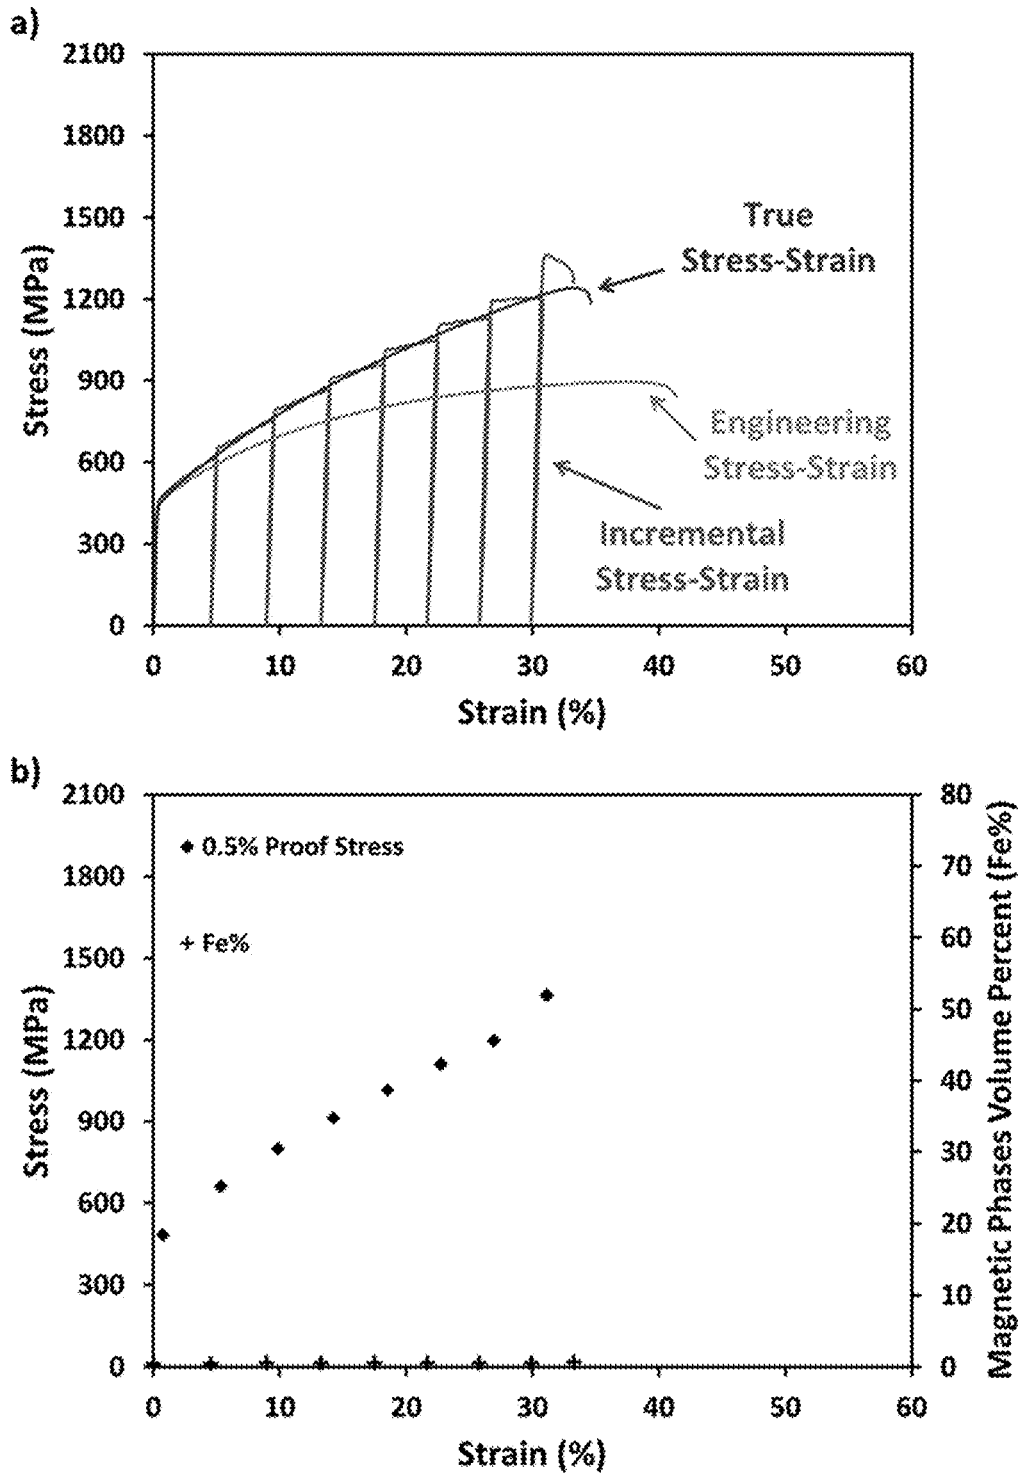 a)
2100
1800
1500
1200
900
600
300
0
Stress (MPa)
True
Stress-Strain
Engineering
Stress-Strain
Incremental
Stress-Strain
0 10 20 30 40 50 60
Strain (%)
b)
2100
1800
1500
1200
900
600
300
0
Stress (MPa)
0.5% Proof Stress
Fe%
80
70
60
50
40
30
20
10
0
Magnetic Phases Volume Percent (Fe%)
0 10 20 30 40 50 60
Strain (%)